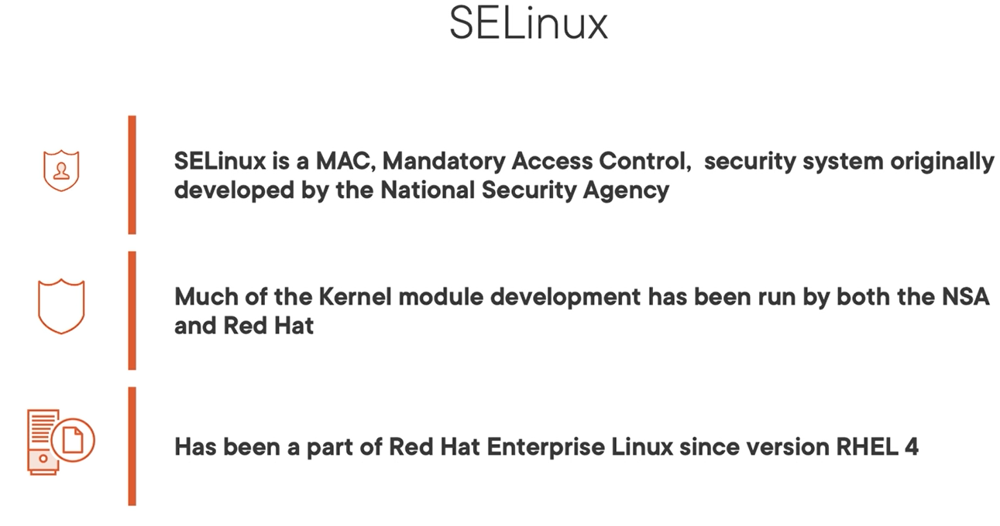 SELinux
SELinux is a MAC, Mandatory Access Control,  security system originally
developed by the National Security Agency
Much of the Kernel module development has been run by both the NSA
and Red Hat
Has been a part of Red Hat Enterprise Linux since version RHEL 4